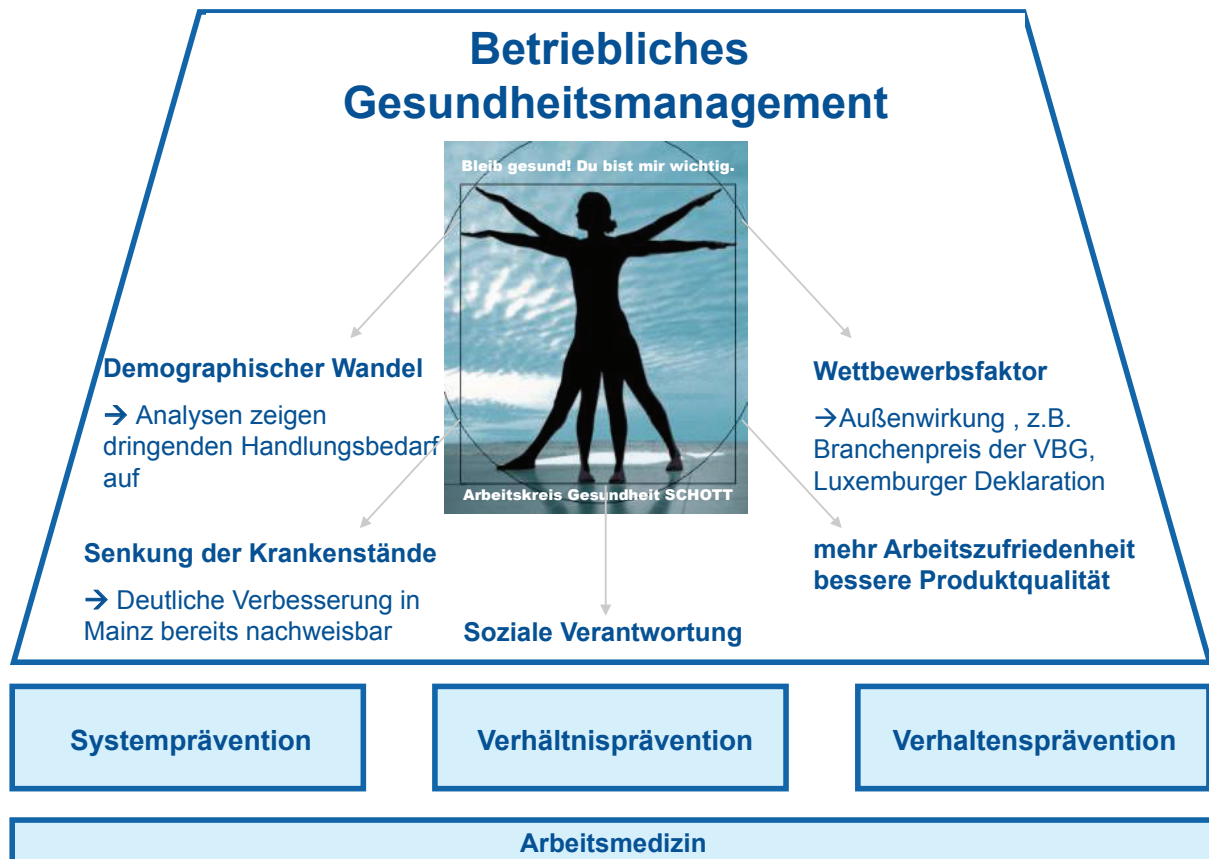 Betriebliches
Gesundheitsmanagement
Bleib gesund! Du bist mir wichtig.
Arbeitskreis Gesundheit SCHOTT
Demographischer Wandel
→ Analysen zeigen
dringenden Handlungsbedarf
auf
Senkung der Krankenstände
→ Deutliche Verbesserung in
Mainz bereits nachweisbar
Soziale Verantwortung
Wettbewerbsfaktor
→Außenwirkung , z.B.
Branchenpreis der VBG,
Luxemburger Deklaration
mehr Arbeitszufriedenheit
bessere Produktqualität
Systemprävention
Verhältnisprävention
Verhaltensprävention
Arbeitsmedizin